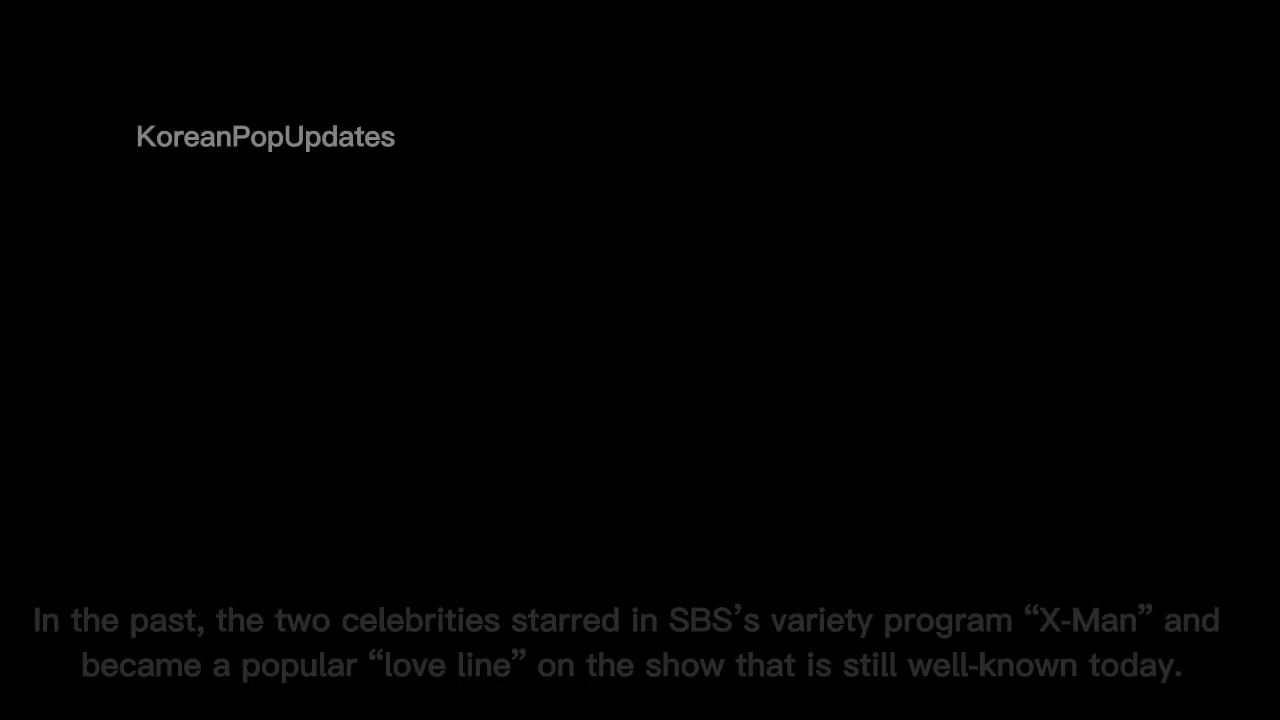 KoreanPopUpdates
In the past, the two celebrities starred in SBS’s variety program “X-Man” and
became a popular “love line” on the show that is still well-known today.